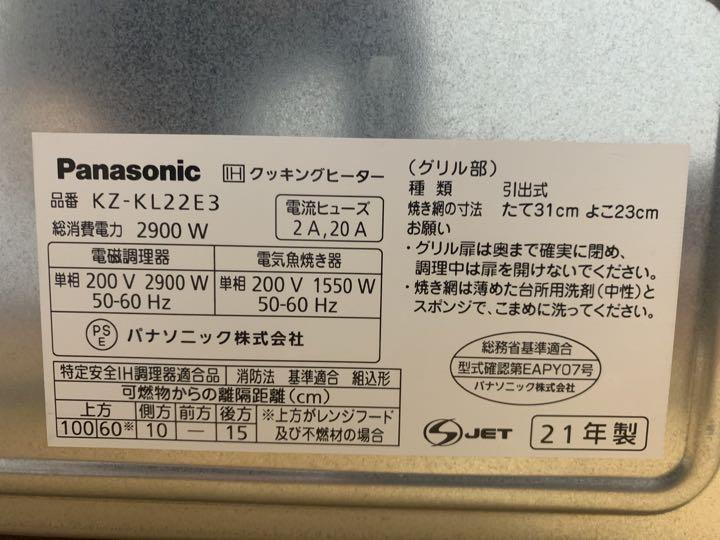 Panasonic IH クッキングヒーター
品番 KZ-KL22E3
総消費電力 2900 W
電流ヒューズ
2 A,20 A
電磁調理器
単相 200 V 2900 W
50-60 Hz
電気魚焼き器
単相 200 V 1550 W
50-60 Hz
PS
E
パナソニック株式会社
特定安全IH調理器適合品 消防法 基準適合 組込形
可燃物からの離隔距離(cm)
上方 側方 前方 後方
100 60※ 10 — 15
※上方がレンジフード
及び不燃材の場合
(グリル部)
種類 引出式
焼き網の寸法 たて31cm よこ23cm
お願い
・グリル扉は奥まで確実に閉め、
調理中は扉を開けないでください。
・焼き網は薄めた台所用洗剤(中性)と
スポンジで、こまめに洗ってください。
総務省基準適合
型式確認第EAPY07号
パナソニック株式会社
S JET
21年製